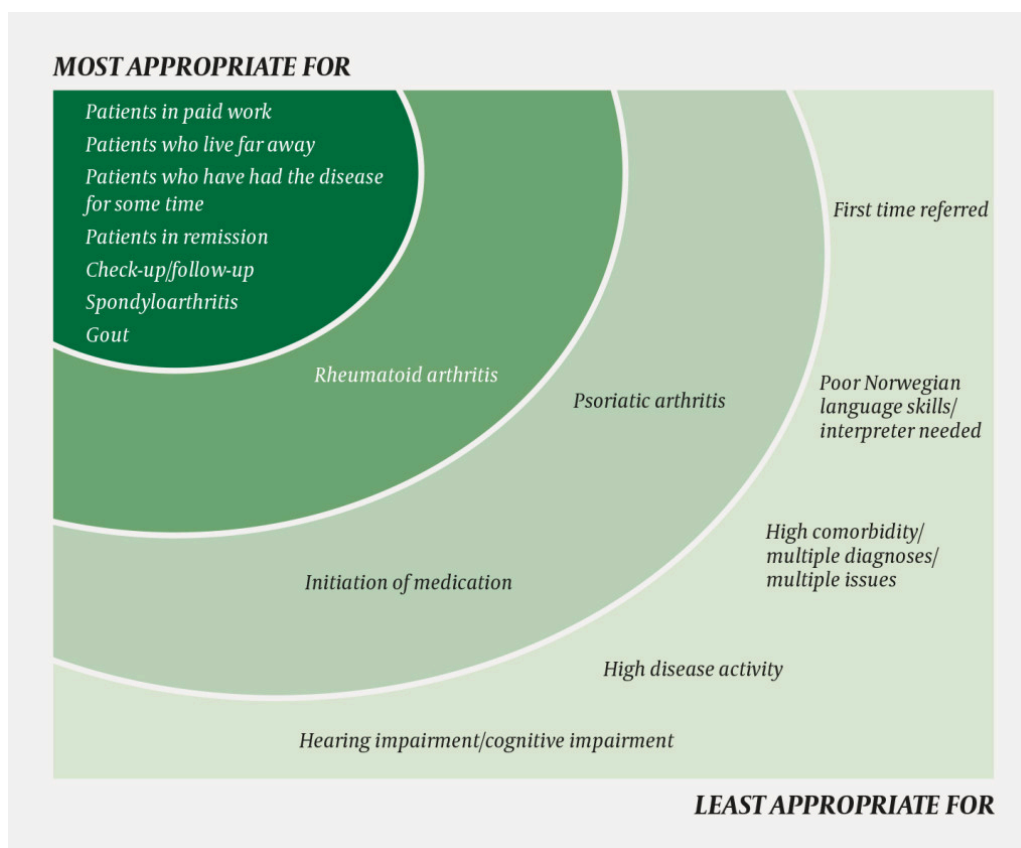 MOST APPROPRIATE FOR
Patients in paid work
Patients who live far away
Patients who have had the disease
for some time
Patients in remission
Check-up/follow-up
Spondyloarthritis
Gout
First time referred
Rheumatoid arthritis
Psoriatic arthritis
Poor Norwegian
language skills/
interpreter needed
High comorbidity/
multiple diagnoses/
multiple issues
Initiation of medication
High disease activity
Hearing impairment/cognitive impairment
LEAST APPROPRIATE FOR